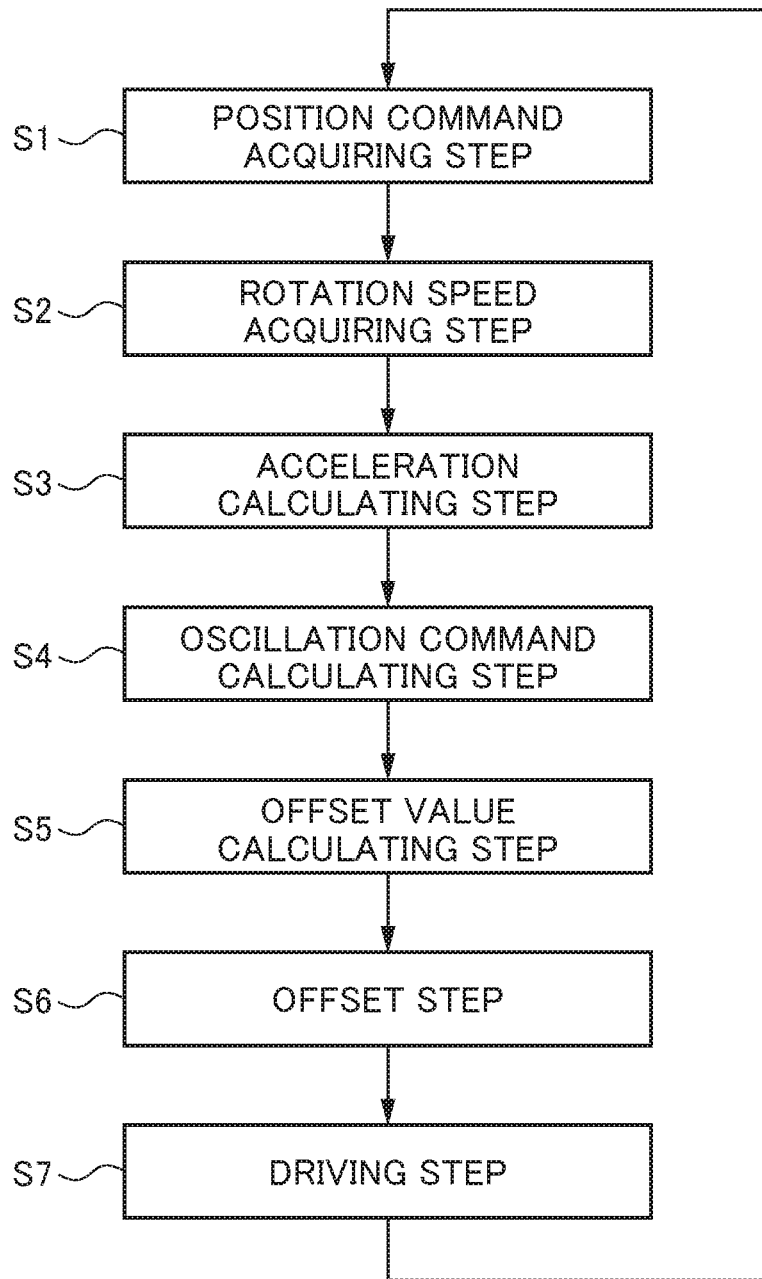 S1
POSITION COMMAND
ACQUIRING STEP
S2
ROTATION SPEED
ACQUIRING STEP
S3
ACCELERATION
CALCULATING STEP
S4
OSCILLATION COMMAND
CALCULATING STEP
S5
OFFSET VALUE
CALCULATING STEP
S6
OFFSET STEP
S7
DRIVING STEP